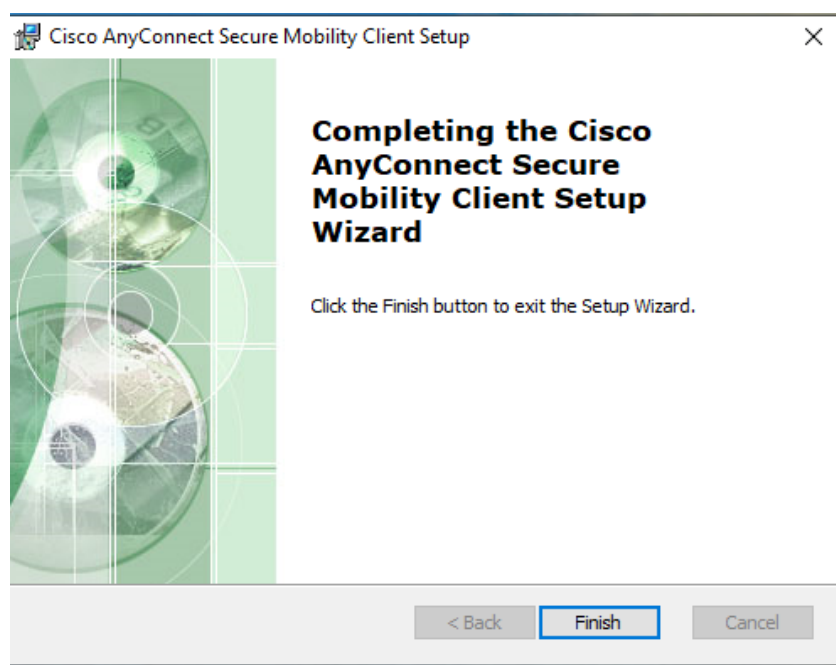 Cisco AnyConnect Secure Mobility Client Setup
Completing the Cisco
AnyConnect Secure
Mobility Client Setup
Wizard
Click the Finish button to exit the Setup Wizard.
< Back
Finish
Cancel